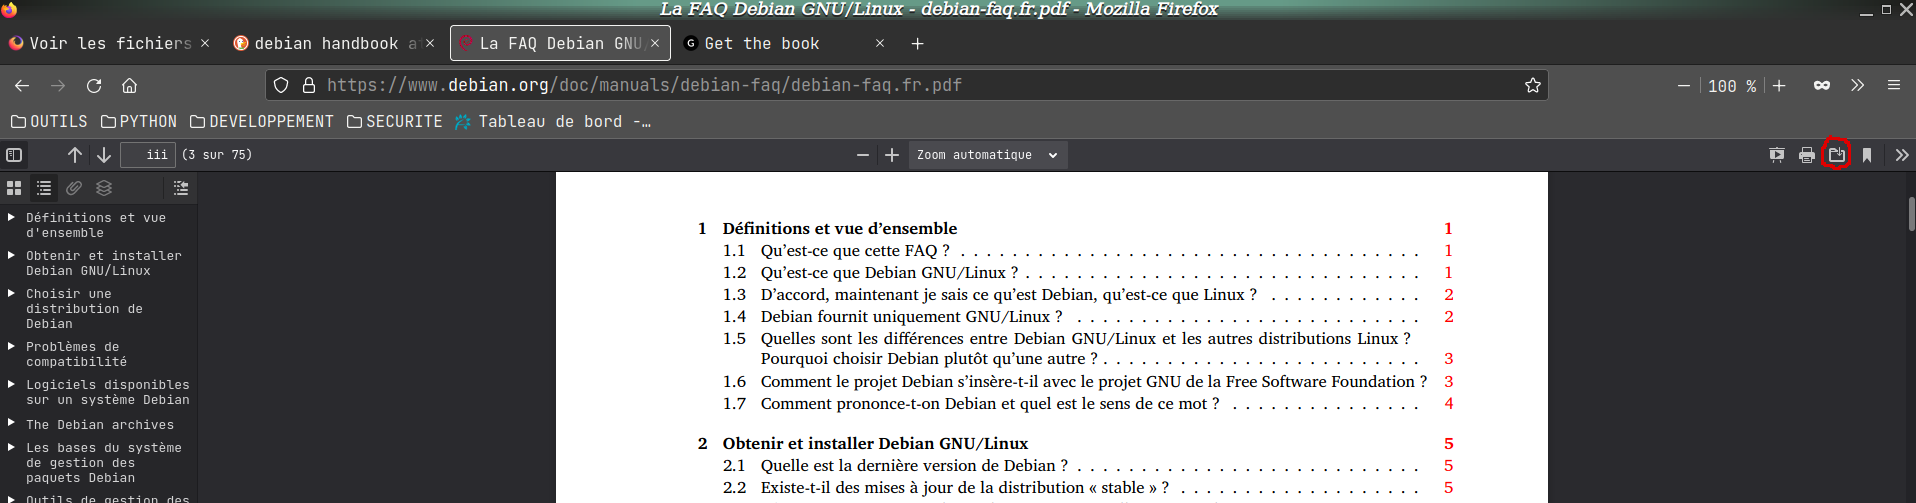 La FAQ Debian GNU/Linux - debian-faq.fr.pdf - Mozilla Firefox
Voir les fichiers
debian handbook
La FAQ Debian GNU/
Get the book
https://www.debian.org/doc/manuals/debian-faq/debian-faq.fr.pdf
100 %
OUTILS PYTHON DEVELOPPEMENT SECURITE Tableau de bord -…
iii (3 sur 75)
Zoom automatique
Définitions et vue
d'ensemble
Obtenir et installer
Debian GNU/Linux
Choisir une
distribution de
Debian
Problèmes de
compatibilité
Logiciels disponibles
sur un système Debian
The Debian archives
Les bases du système
de gestion des
paquets Debian
Outils de gestion des
1 Définitions et vue d’ensemble 1
1.1 Qu’est-ce que cette FAQ ? . . . . . . . . . . . . . . . . . . . . . . . . . . . . . . . . . . . 1
1.2 Qu’est-ce que Debian GNU/Linux ? . . . . . . . . . . . . . . . . . . . . . . . . . . . . . . 1
1.3 D’accord, maintenant je sais ce qu’est Debian, qu’est-ce que Linux ? . . . . . . . . . . . . 2
1.4 Debian fournit uniquement GNU/Linux ? . . . . . . . . . . . . . . . . . . . . . . . . . . . 2
1.5 Quelles sont les différences entre Debian GNU/Linux et les autres distributions Linux ?
Pourquoi choisir Debian plutôt qu’une autre ? . . . . . . . . . . . . . . . . . . . . . . . . . 3
1.6 Comment le projet Debian s’insère-t-il avec le projet GNU de la Free Software Foundation ? 3
1.7 Comment prononce-t-on Debian et quel est le sens de ce mot ? . . . . . . . . . . . . . . . 4
2 Obtenir et installer Debian GNU/Linux 5
2.1 Quelle est la dernière version de Debian ? . . . . . . . . . . . . . . . . . . . . . . . . . . . 5
2.2 Existe-t-il des mises à jour de la distribution « stable » ? . . . . . . . . . . . . . . . . . . . 5